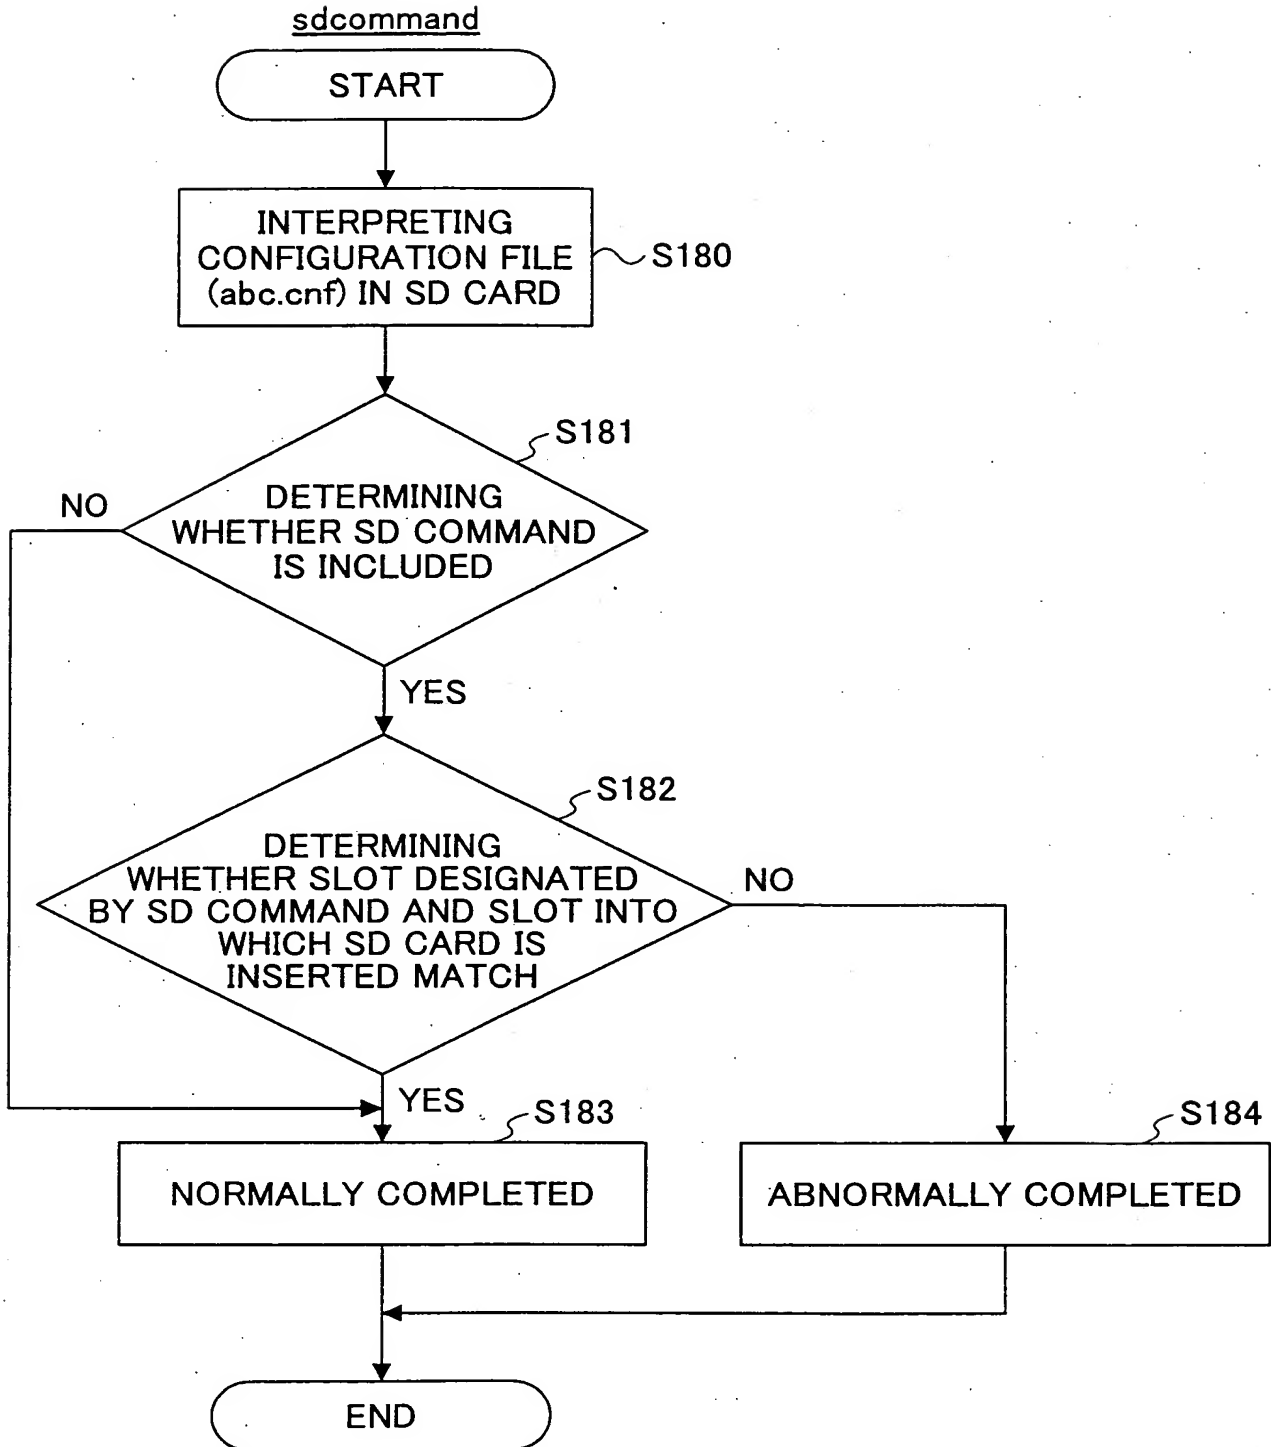 sdcommand
START
INTERPRETING
CONFIGURATION FILE
(abc.cnf) IN SD CARD
S180
S181
NO
DETERMINING
WHETHER SD COMMAND
IS INCLUDED
YES
S182
DETERMINING
WHETHER SLOT DESIGNATED
BY SD COMMAND AND SLOT INTO
WHICH SD CARD IS
INSERTED MATCH
NO
YES
S183
NORMALLY COMPLETED
S184
ABNORMALLY COMPLETED
END